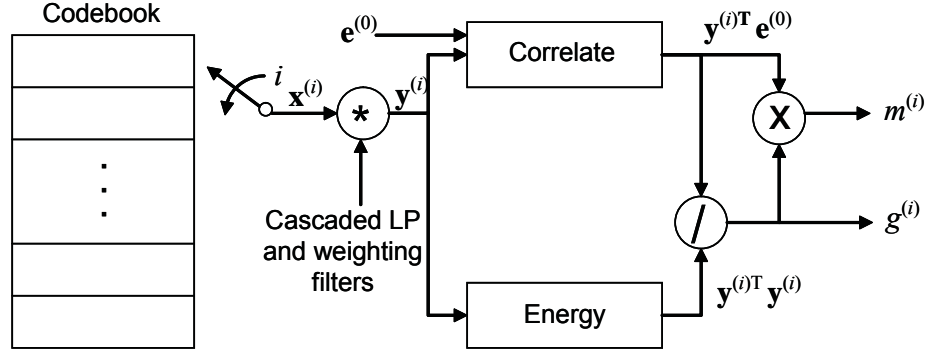 Codebook
i
x^(i)
*
y^(i)
e^(0)
Correlate
y^(i)T e^(0)
X
m^(i)
/
g^(i)
Cascaded LP
and weighting
filters
Energy
y^(i)T y^(i)